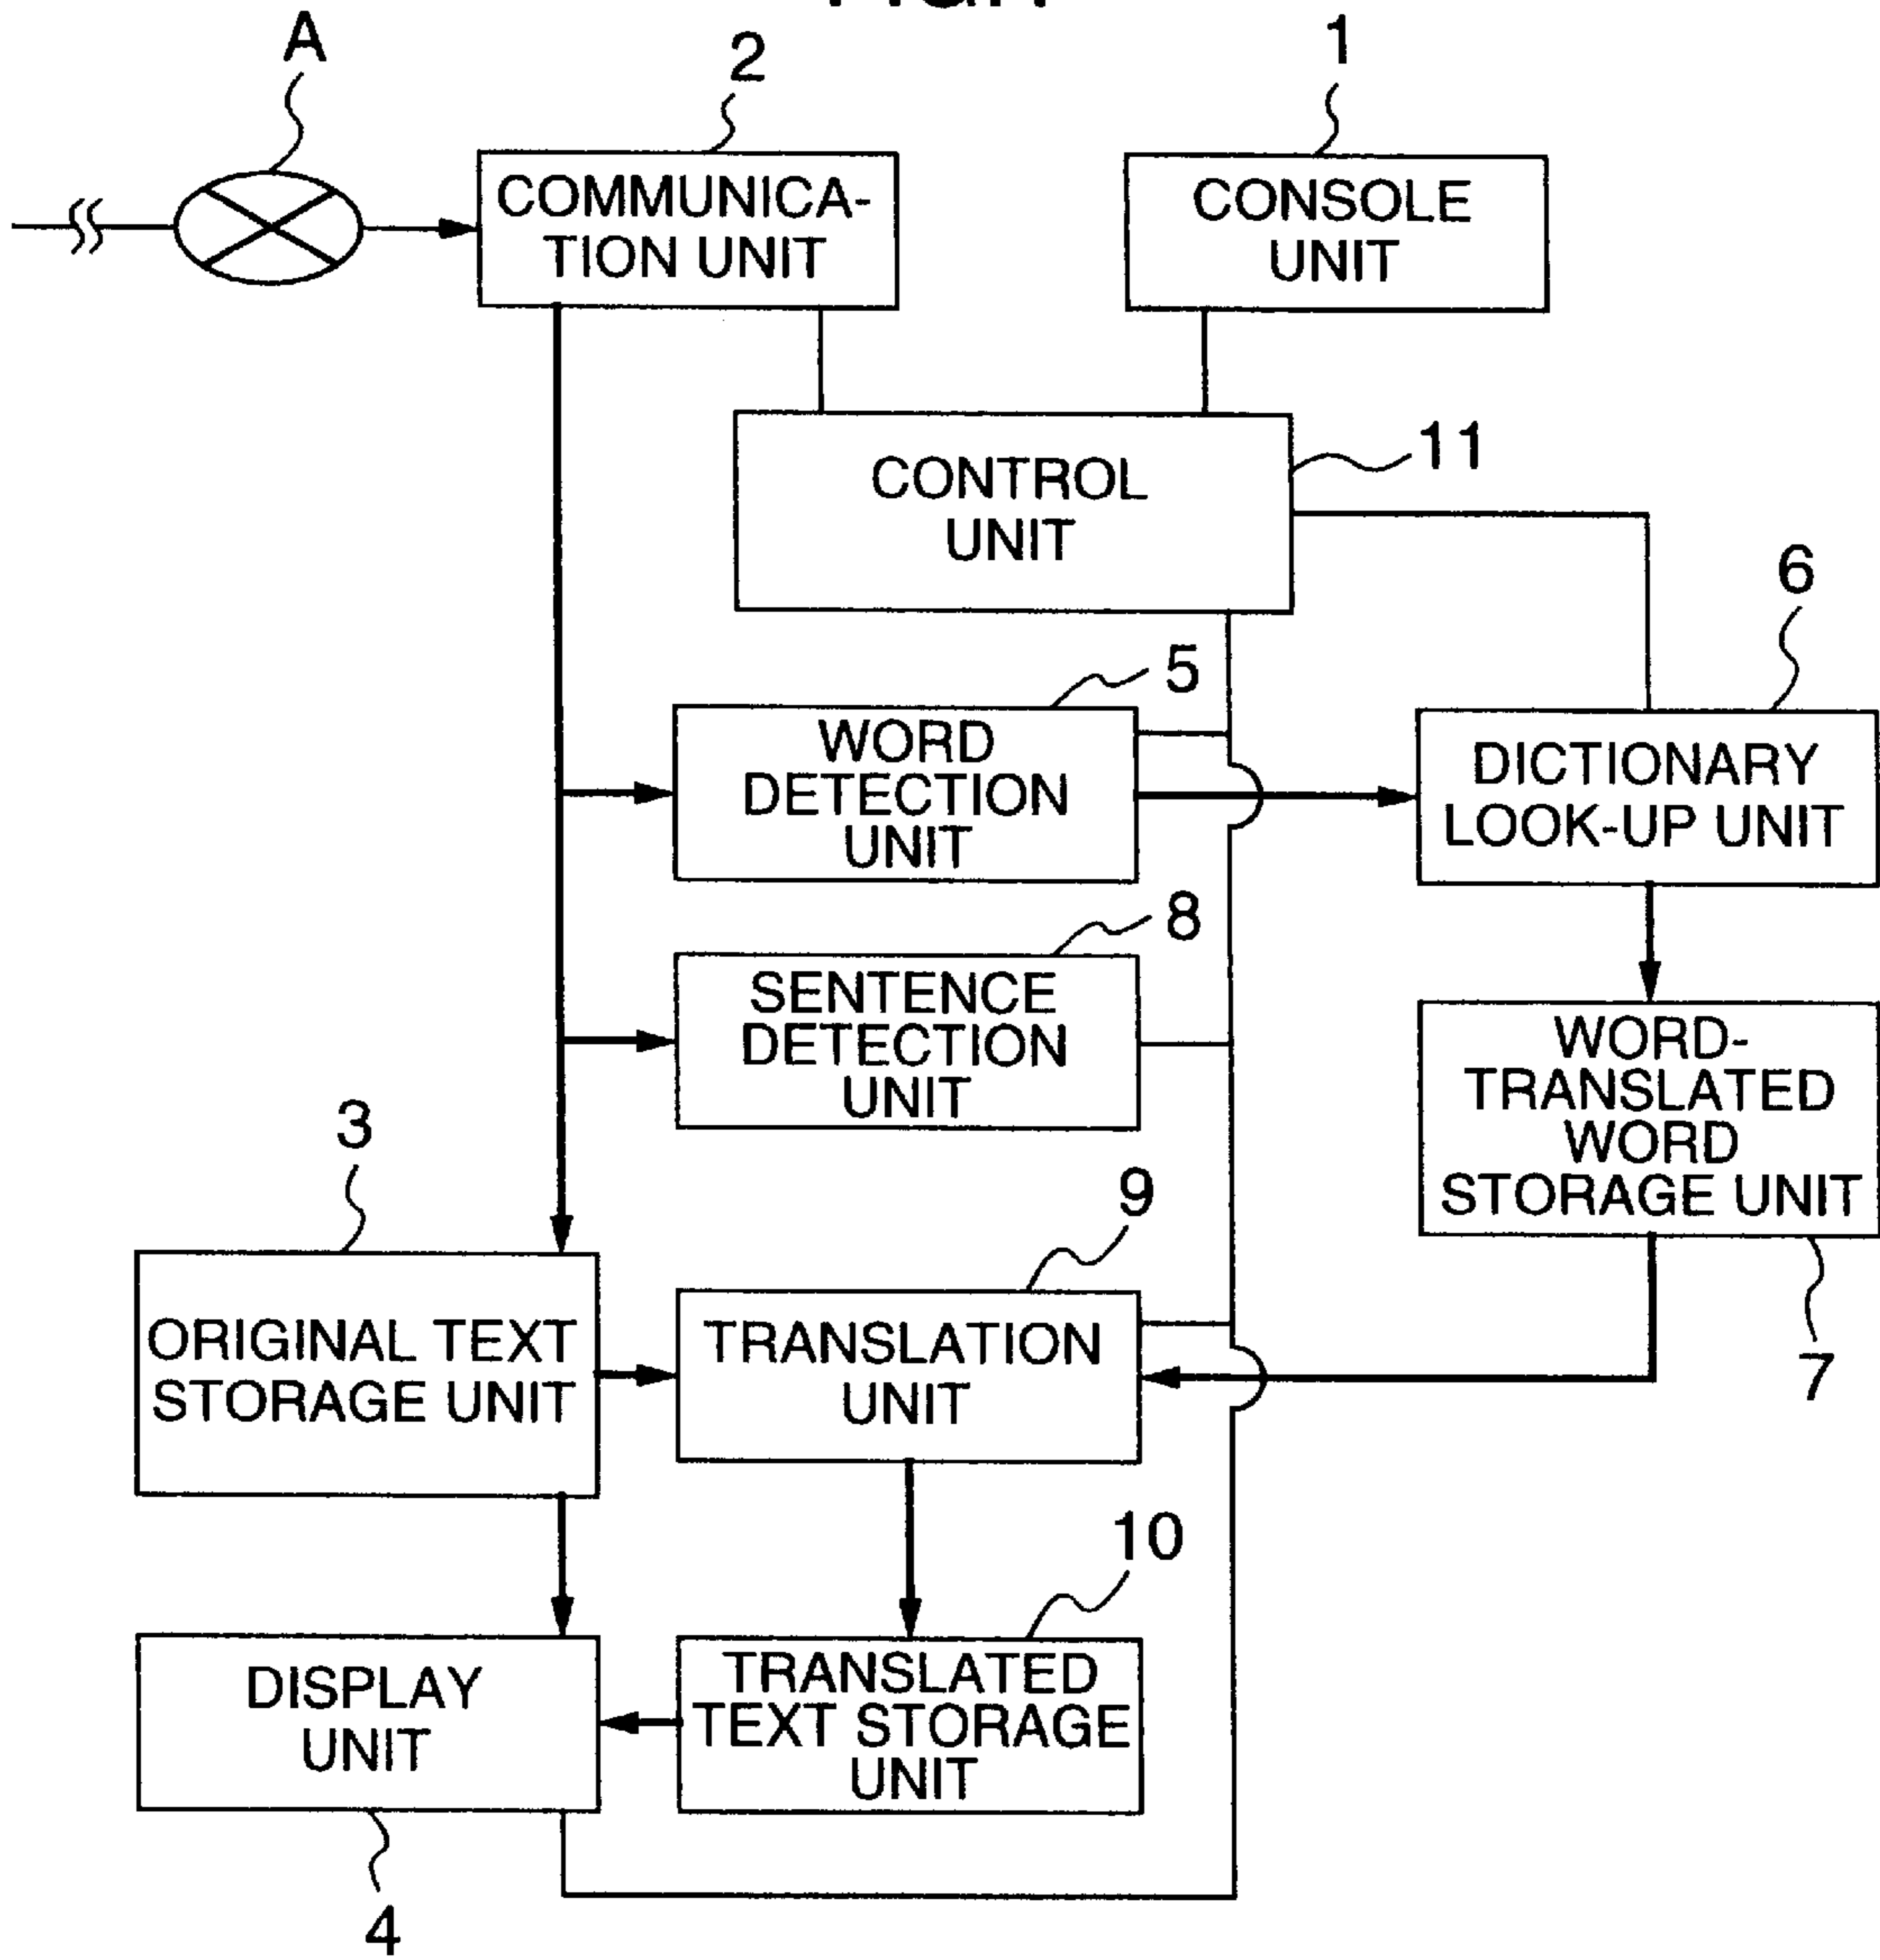 A
2
1
COMMUNICA-
TION UNIT
CONSOLE
UNIT
CONTROL
UNIT
11
6
5
WORD
DETECTION
UNIT
DICTIONARY
LOOK-UP UNIT
8
SENTENCE
DETECTION
UNIT
WORD-
TRANSLATED
WORD
STORAGE UNIT
3
9
ORIGINAL TEXT
STORAGE UNIT
TRANSLATION
UNIT
7
10
DISPLAY
UNIT
TRANSLATED
TEXT STORAGE
UNIT
4